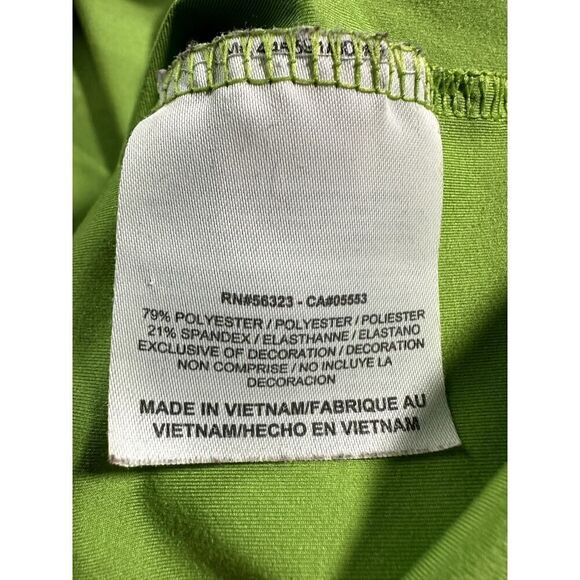 RN#56323 - CA#05553
79% POLYESTER / POLYESTER / POLIESTER
21% SPANDEX / ELASTHANNE / ELASTANO
EXCLUSIVE OF DECORATION / DECORATION
NON COMPRISE / NO INCLUYE LA
DECORACION
MADE IN VIETNAM/FABRIQUE AU
VIETNAM/HECHO EN VIETNAM